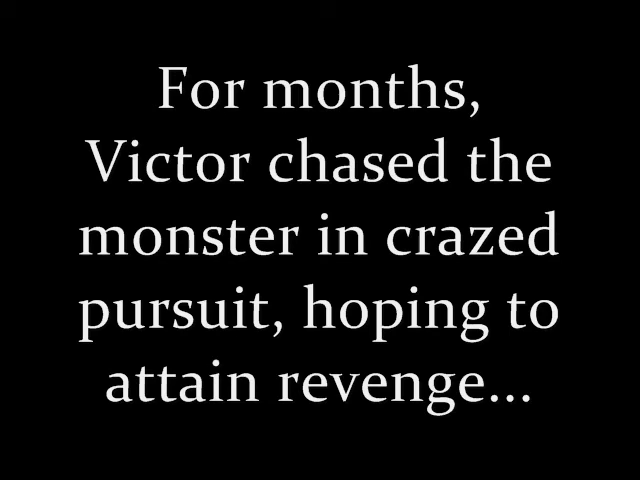 For months,
Victor chased the
monster in crazed
pursuit, hoping to
attain revenge...